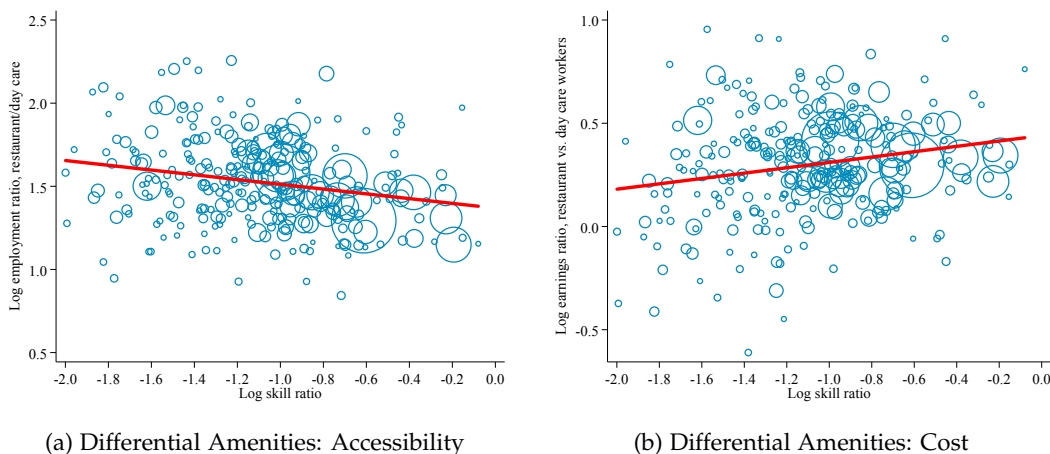 Log employment ratio, restaurant/day care
2.5
2.0
1.5
1.0
0.5
-2.0 -1.8 -1.6 -1.4 -1.2 -1.0 -0.8 -0.6 -0.4 -0.2 0.0
Log skill ratio
(a) Differential Amenities: Accessibility
Log earnings ratio, restaurant vs. day care workers
1.0
0.5
0.0
-0.5
-2.0 -1.8 -1.6 -1.4 -1.2 -1.0 -0.8 -0.6 -0.4 -0.2 0.0
Log skill ratio
(b) Differential Amenities: Cost